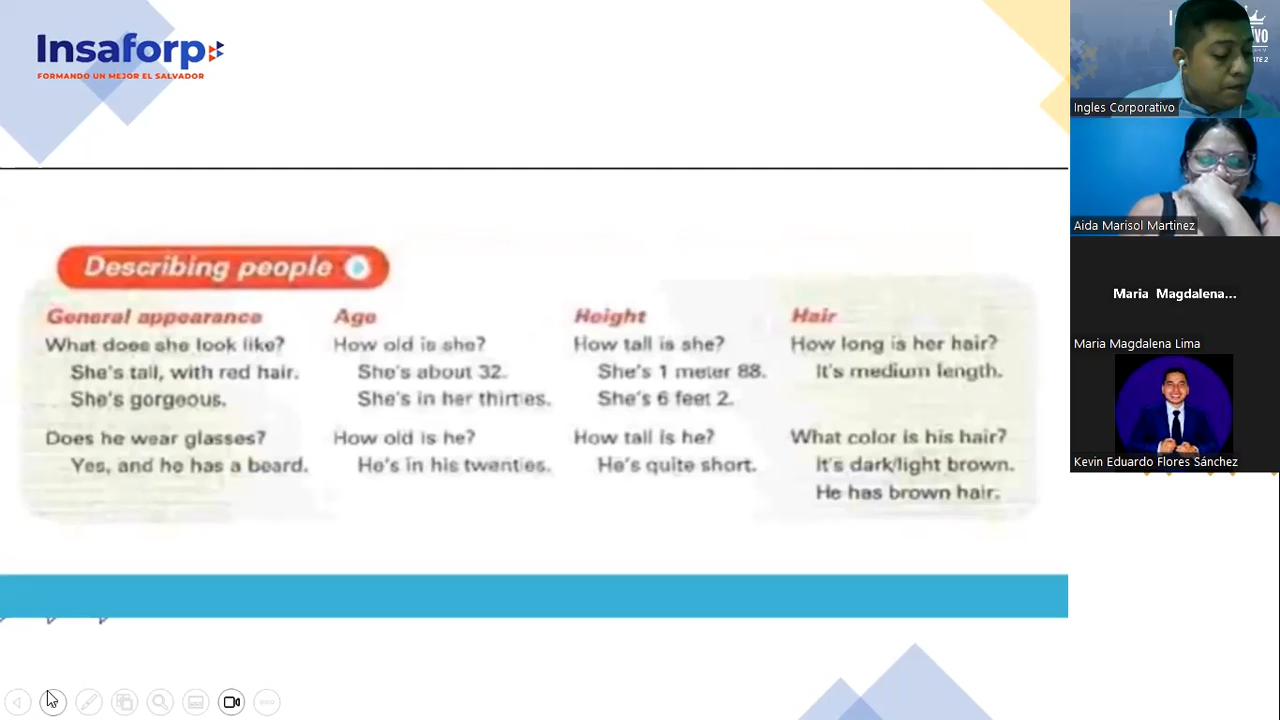 Insaforp
FORMANDO UN MEJOR EL SALVADOR
Describing people
General appearance
What does she look like?
She's tall, with red hair.
She's gorgeous.
Does he wear glasses?
Yes, and he has a beard.
Age
How old is she?
She's about 32.
She's in her thirties.
How old is he?
He's in his twenties.
Height
How tall is she?
She's 1 meter 88.
She's 6 feet 2.
How tall is he?
He's quite short.
Hair
How long is her hair?
It's medium length.
What color is his hair?
It's dark/light brown.
He has brown hair.
Ingles Corporativo
Aida Marisol Martinez
Maria Magdalena...
Maria Magdalena Lima
Kevin Eduardo Flores Sánchez